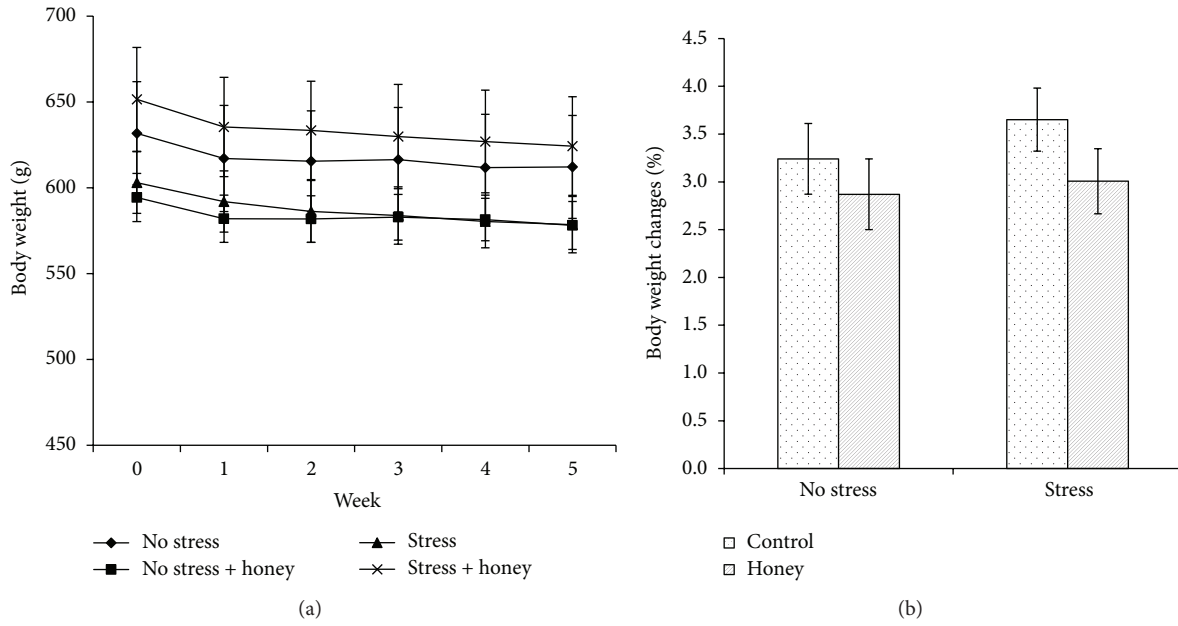 700
650
600
550
500
450
Body weight (g)
0 1 2 3 4 5
Week
No stress
No stress + honey
Stress
Stress + honey
(a)
4.5
4.0
3.5
3.0
2.5
2.0
1.5
1.0
0.5
0.0
Body weight changes (%)
No stress Stress
Control
Honey
(b)